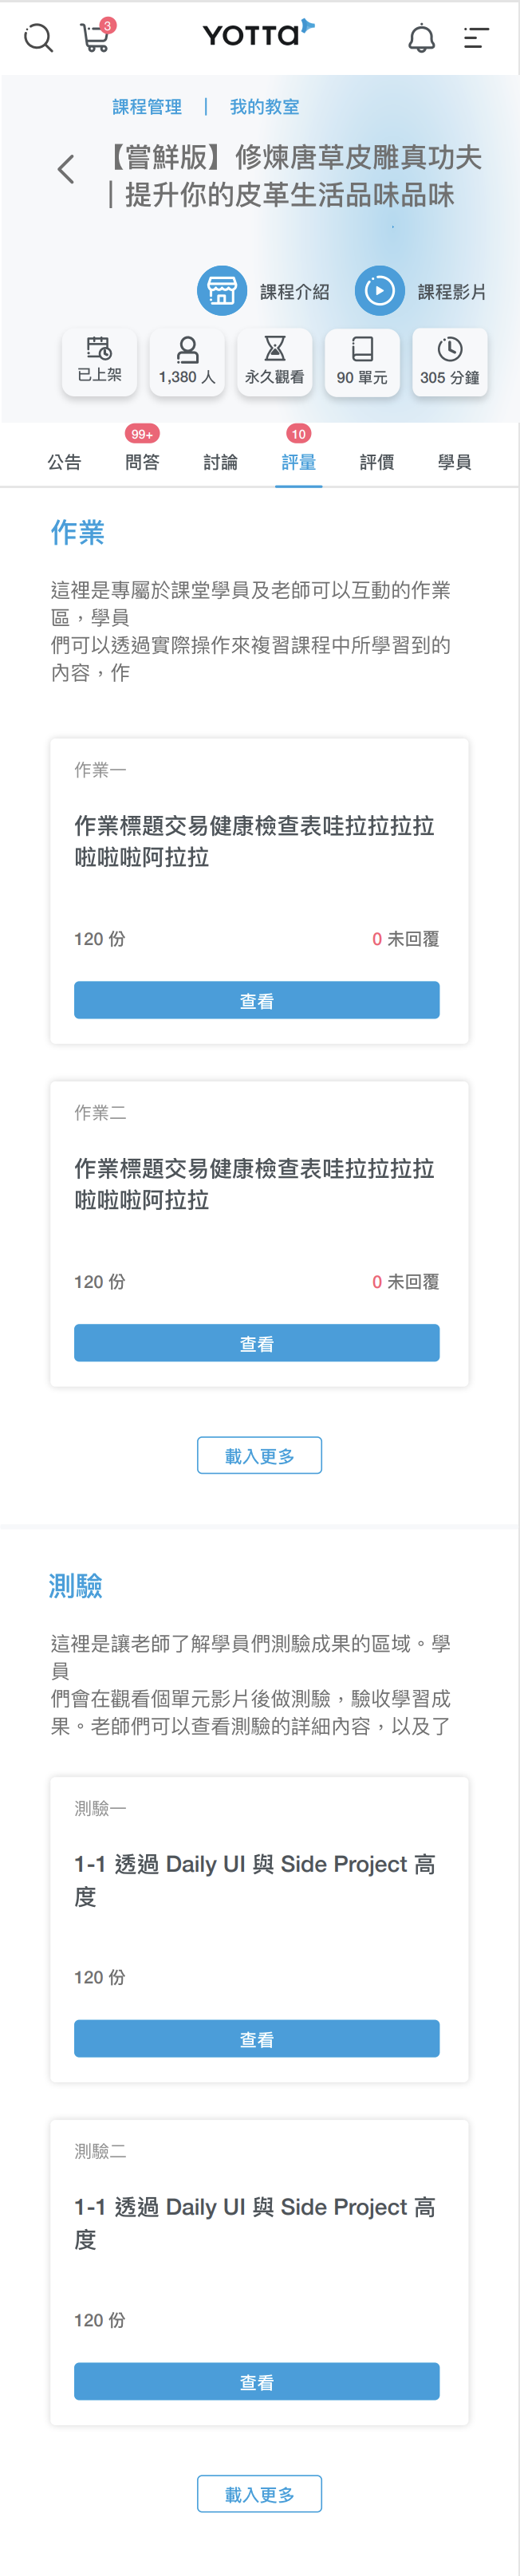 3
YOTTA
課程管理 | 我的教室
【嘗鮮版】修煉唐草皮雕真功夫
| 提升你的皮革生活品味品味
課程介紹 課程影片
已上架 1,380 人 永久觀看 90 單元 305 分鐘
99+ 10
公告 問答 討論 評量 評價 學員
作業
這裡是專屬於課堂學員及老師可以互動的作業
區，學員
們可以透過實際操作來複習課程中所學習到的
內容，作
作業一
作業標題交易健康檢查表哇拉拉拉拉
啦啦啦阿拉拉
120 份 0 未回覆
查看
作業二
作業標題交易健康檢查表哇拉拉拉拉
啦啦啦阿拉拉
120 份 0 未回覆
查看
載入更多
測驗
這裡是讓老師了解學員們測驗成果的區域。學
員
們會在觀看個單元影片後做測驗，驗收學習成
果。老師們可以查看測驗的詳細內容，以及了
測驗一
1-1 透過 Daily UI 與 Side Project 高
度
120 份
查看
測驗二
1-1 透過 Daily UI 與 Side Project 高
度
120 份
查看
載入更多